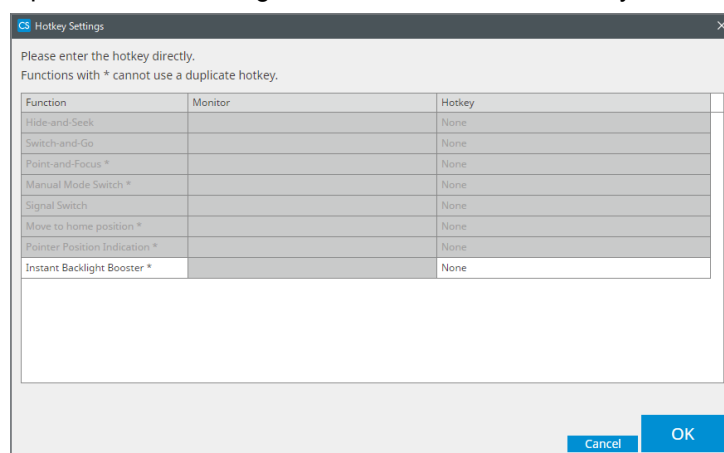 CS Hotkey Settings
Please enter the hotkey directly.
Functions with * cannot use a duplicate hotkey.
Function Monitor Hotkey
Hide-and-Seek None
Switch-and-Go None
Point-and-Focus * None
Manual Mode Switch * None
Signal Switch None
Move to home position * None
Pointer Position Indication * None
Instant Backlight Booster * None
Cancel OK